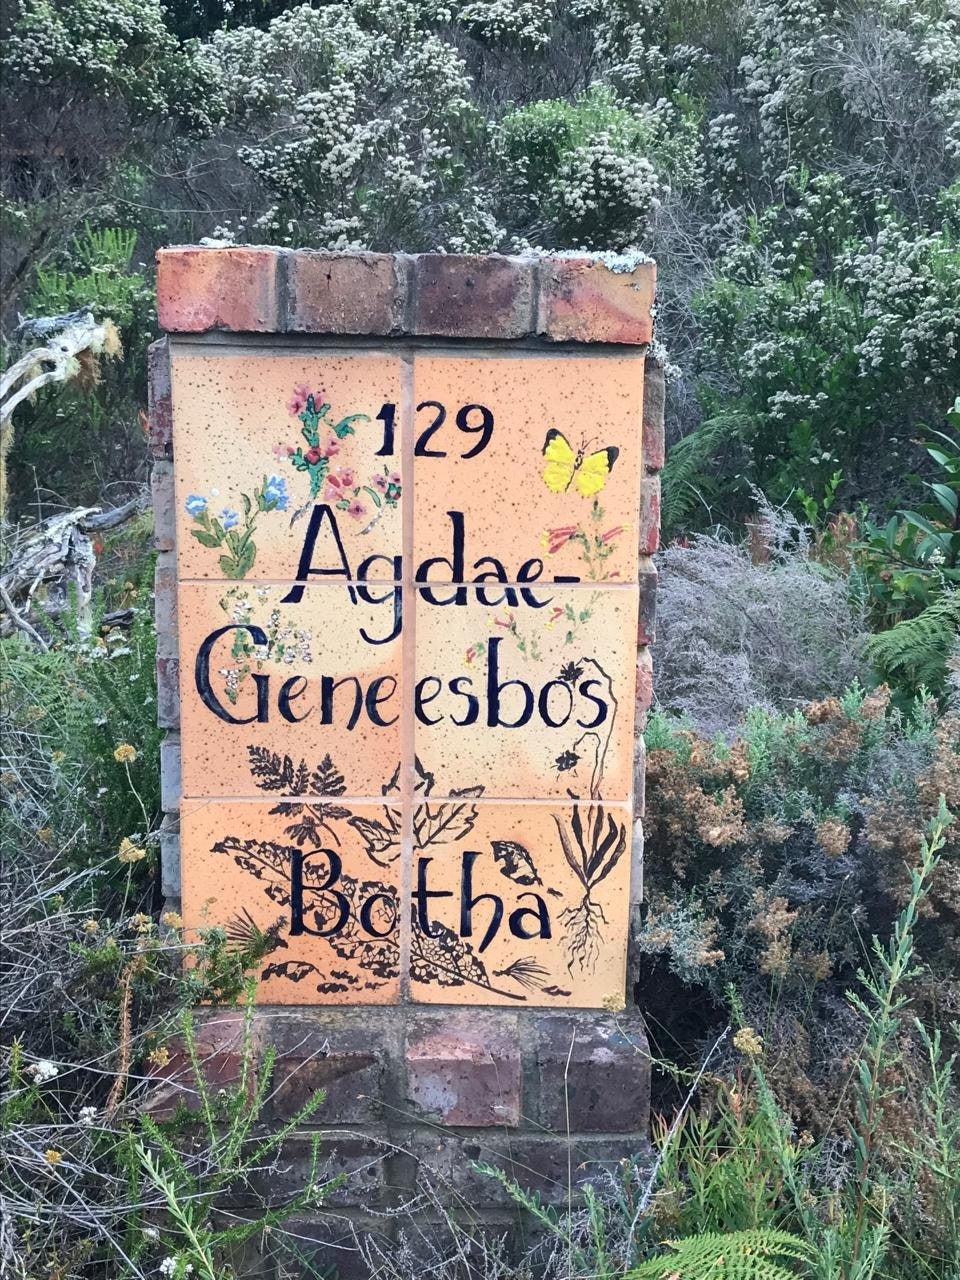 129
Agdae-
Geneesbos
Botha